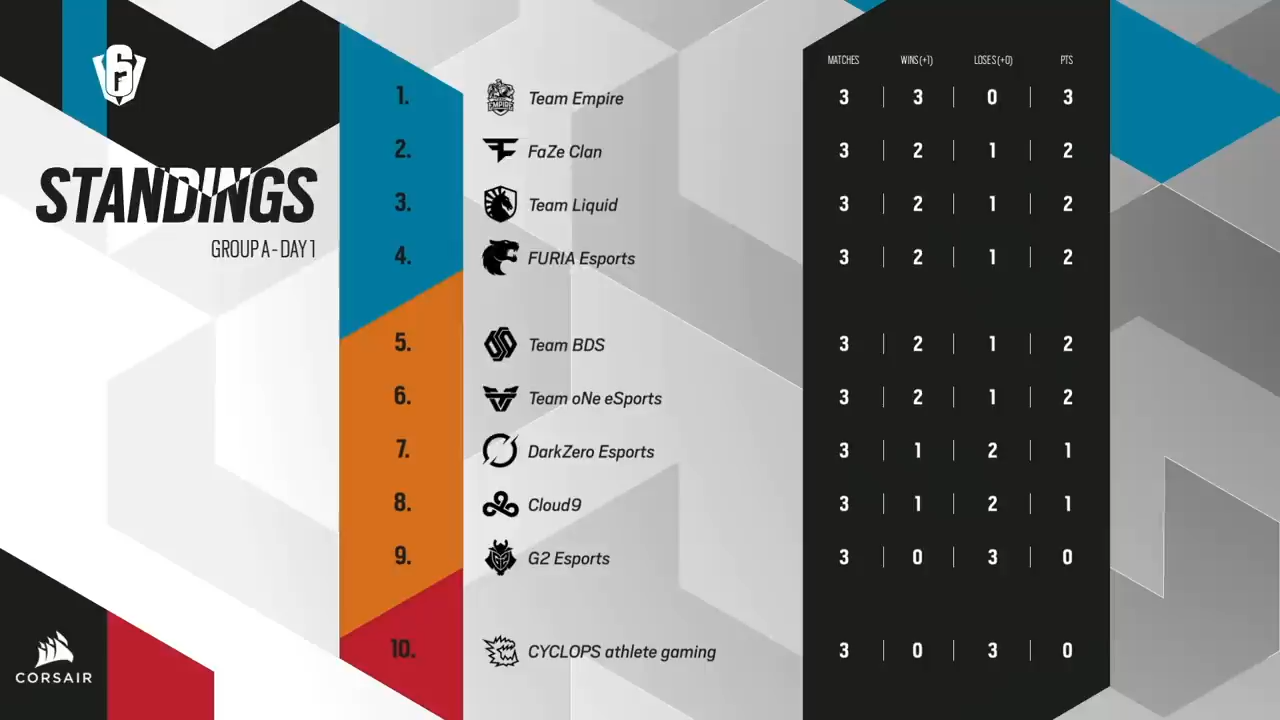 6
STANDINGS
GROUP A - DAY 1
MATCHES WINS (+1) LOSES (+0) PTS
1. EMPIRE Team Empire 3 3 0 3
2. FaZe Clan 3 2 1 2
3. Team Liquid 3 2 1 2
4. FURIA Esports 3 2 1 2
5. Team BDS 3 2 1 2
6. Team oNe eSports 3 2 1 2
7. DarkZero Esports 3 1 2 1
8. Cloud9 3 1 2 1
9. G2 Esports 3 0 3 0
10. CYCLOPS athlete gaming 3 0 3 0
CORSAIR